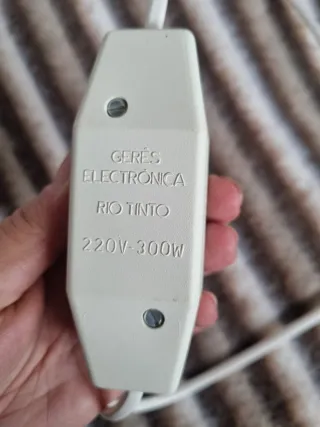 GERÊS
ELECTRÓNICA
RIO TINTO
220V-300W